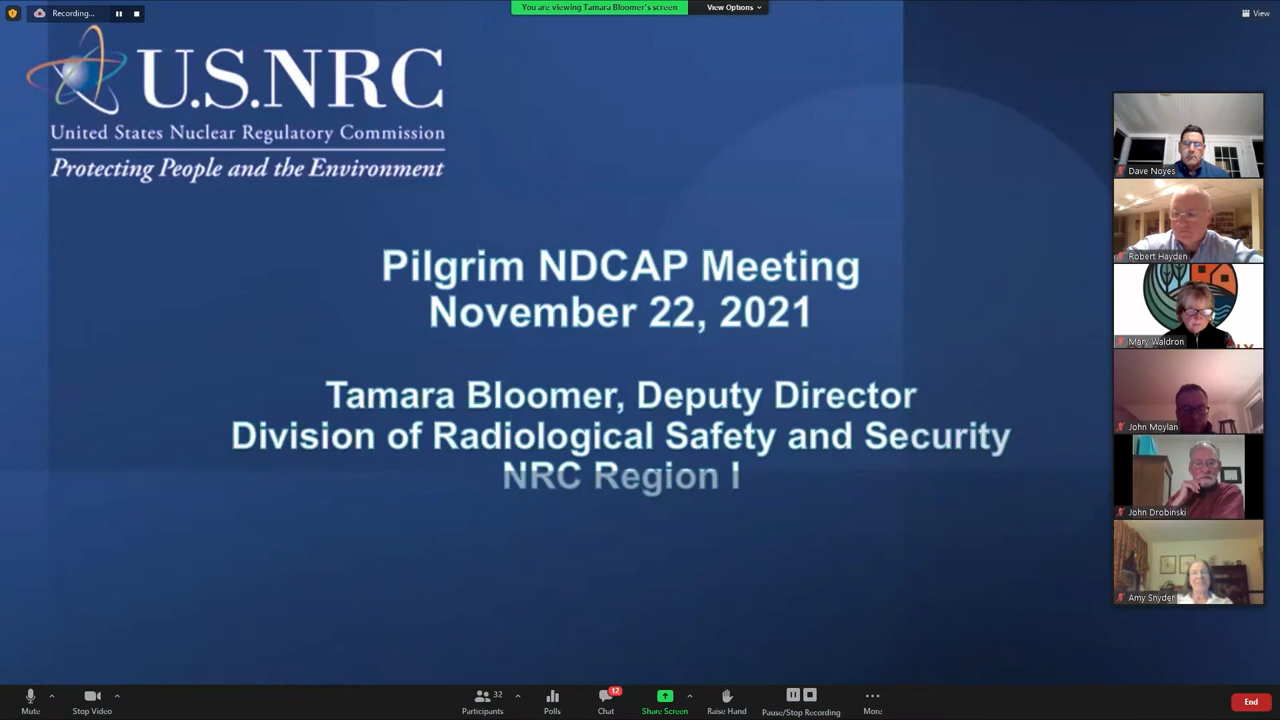 Recording...
You are viewing Tamara Bloomer's screen
View Options
View
U.S.NRC
United States Nuclear Regulatory Commission
Protecting People and the Environment
Pilgrim NDCAP Meeting
November 22, 2021
Tamara Bloomer, Deputy Director
Division of Radiological Safety and Security
NRC Region I
Dave Noyes
Robert Hayden
Mary Waldron
John Moylan
John Drobinski
Amy Snyder
Mute
Stop Video
32
Participants
Polls
12
Chat
Share Screen
Raise Hand
Pause/Stop Recording
More
End